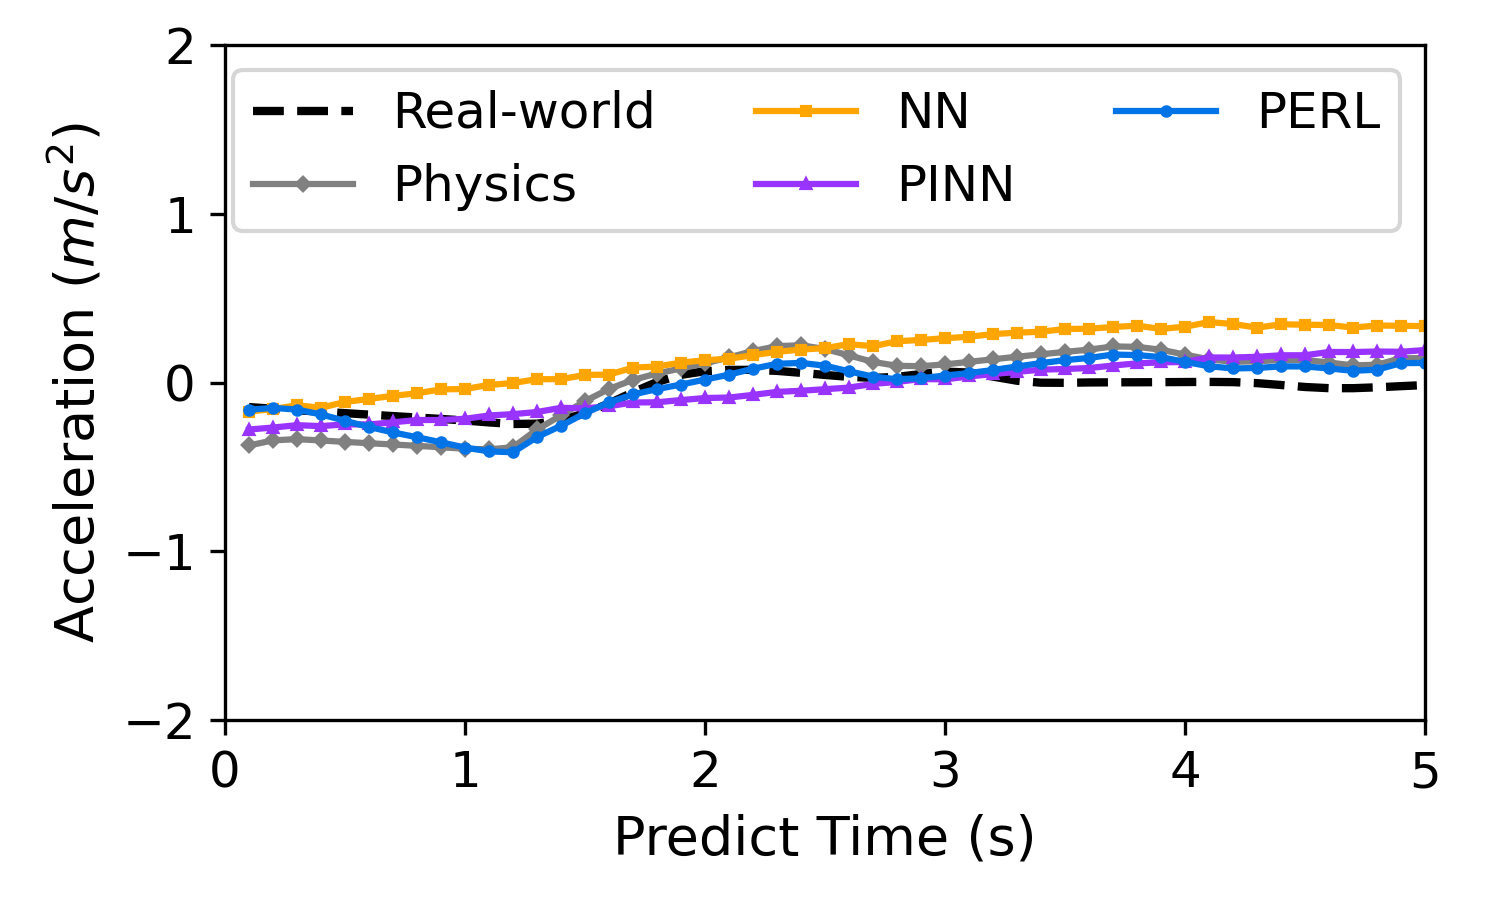 2
1
0
−1
−2
Acceleration (m/s²)
Real-world
Physics
NN
PINN
PERL
0 1 2 3 4 5
Predict Time (s)